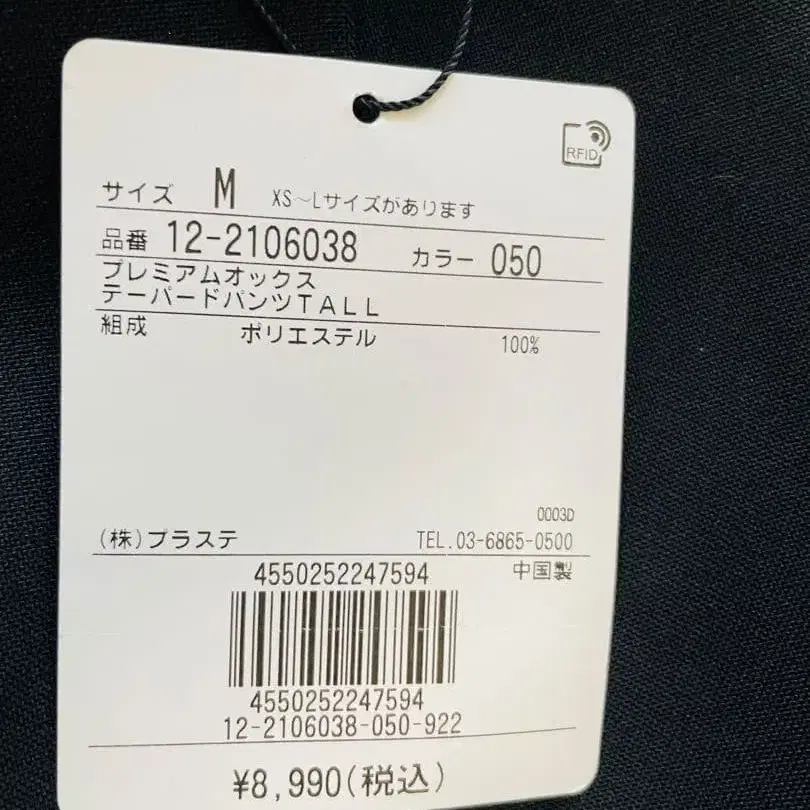 RFID
サイズ M XS~Lサイズがあります
品番 12-2106038 カラー 050
プレミアムオックス
テーパードパンツTALL
組成 ポリエステル 100%
0003D
(株)プラステ TEL.03-6865-0500
4550252247594 中国製
4550252247594
12-2106038-050-922
¥8,990(税込)